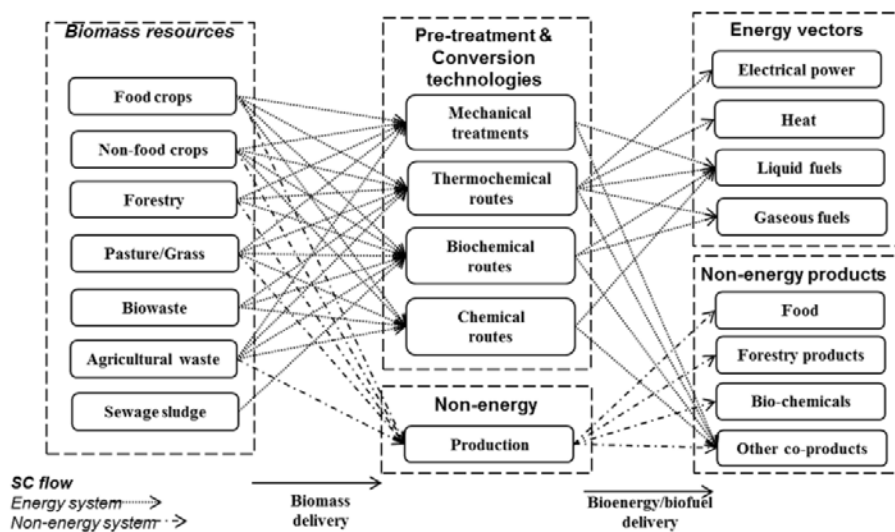 Biomass resources
Food crops
Non-food crops
Forestry
Pasture/Grass
Biowaste
Agricultural waste
Sewage sludge
Pre-treatment &
Conversion
technologies
Mechanical
treatments
Thermochemical
routes
Biochemical
routes
Chemical
routes
Non-energy
Production
Energy vectors
Electrical power
Heat
Liquid fuels
Gaseous fuels
Non-energy products
Food
Forestry products
Bio-chemicals
Other co-products
SC flow
Energy system
Non-energy system
Biomass
delivery
Bioenergy/biofuel
delivery